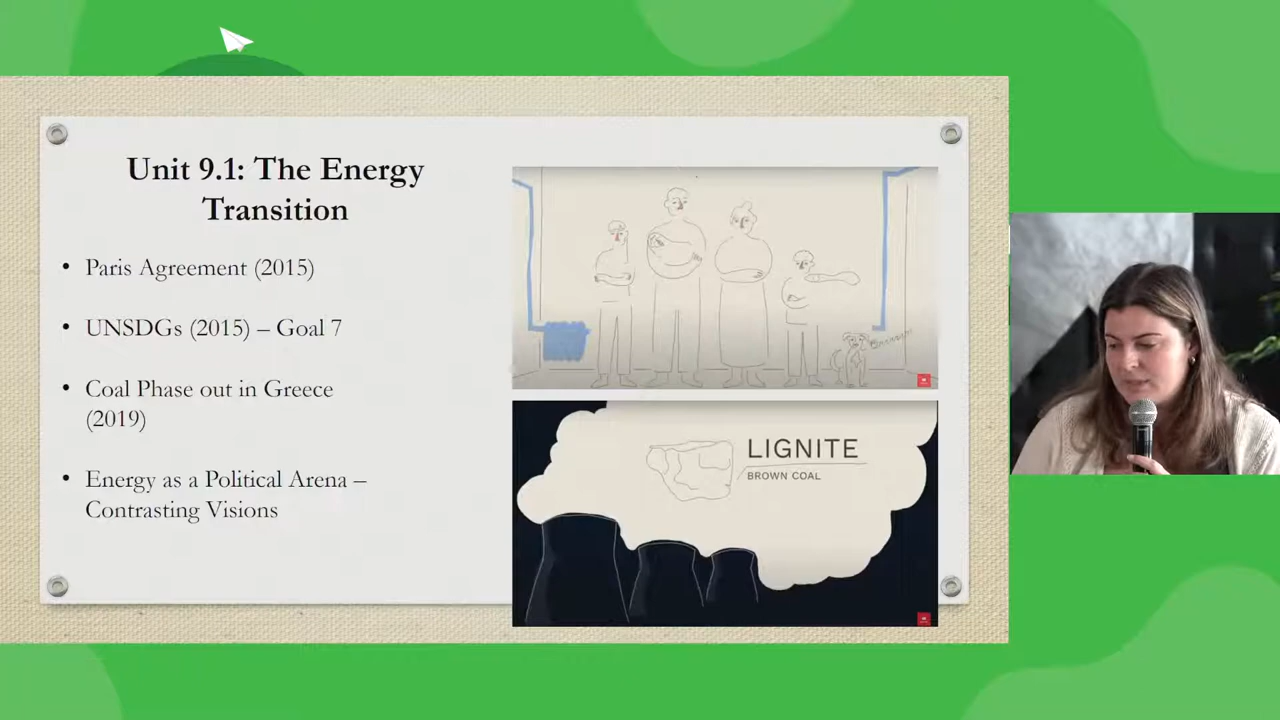 Unit 9.1: The Energy
Transition
• Paris Agreement (2015)
• UNSDGs (2015) – Goal 7
• Coal Phase out in Greece
(2019)
• Energy as a Political Arena –
Contrasting Visions
LIGNITE
BROWN COAL